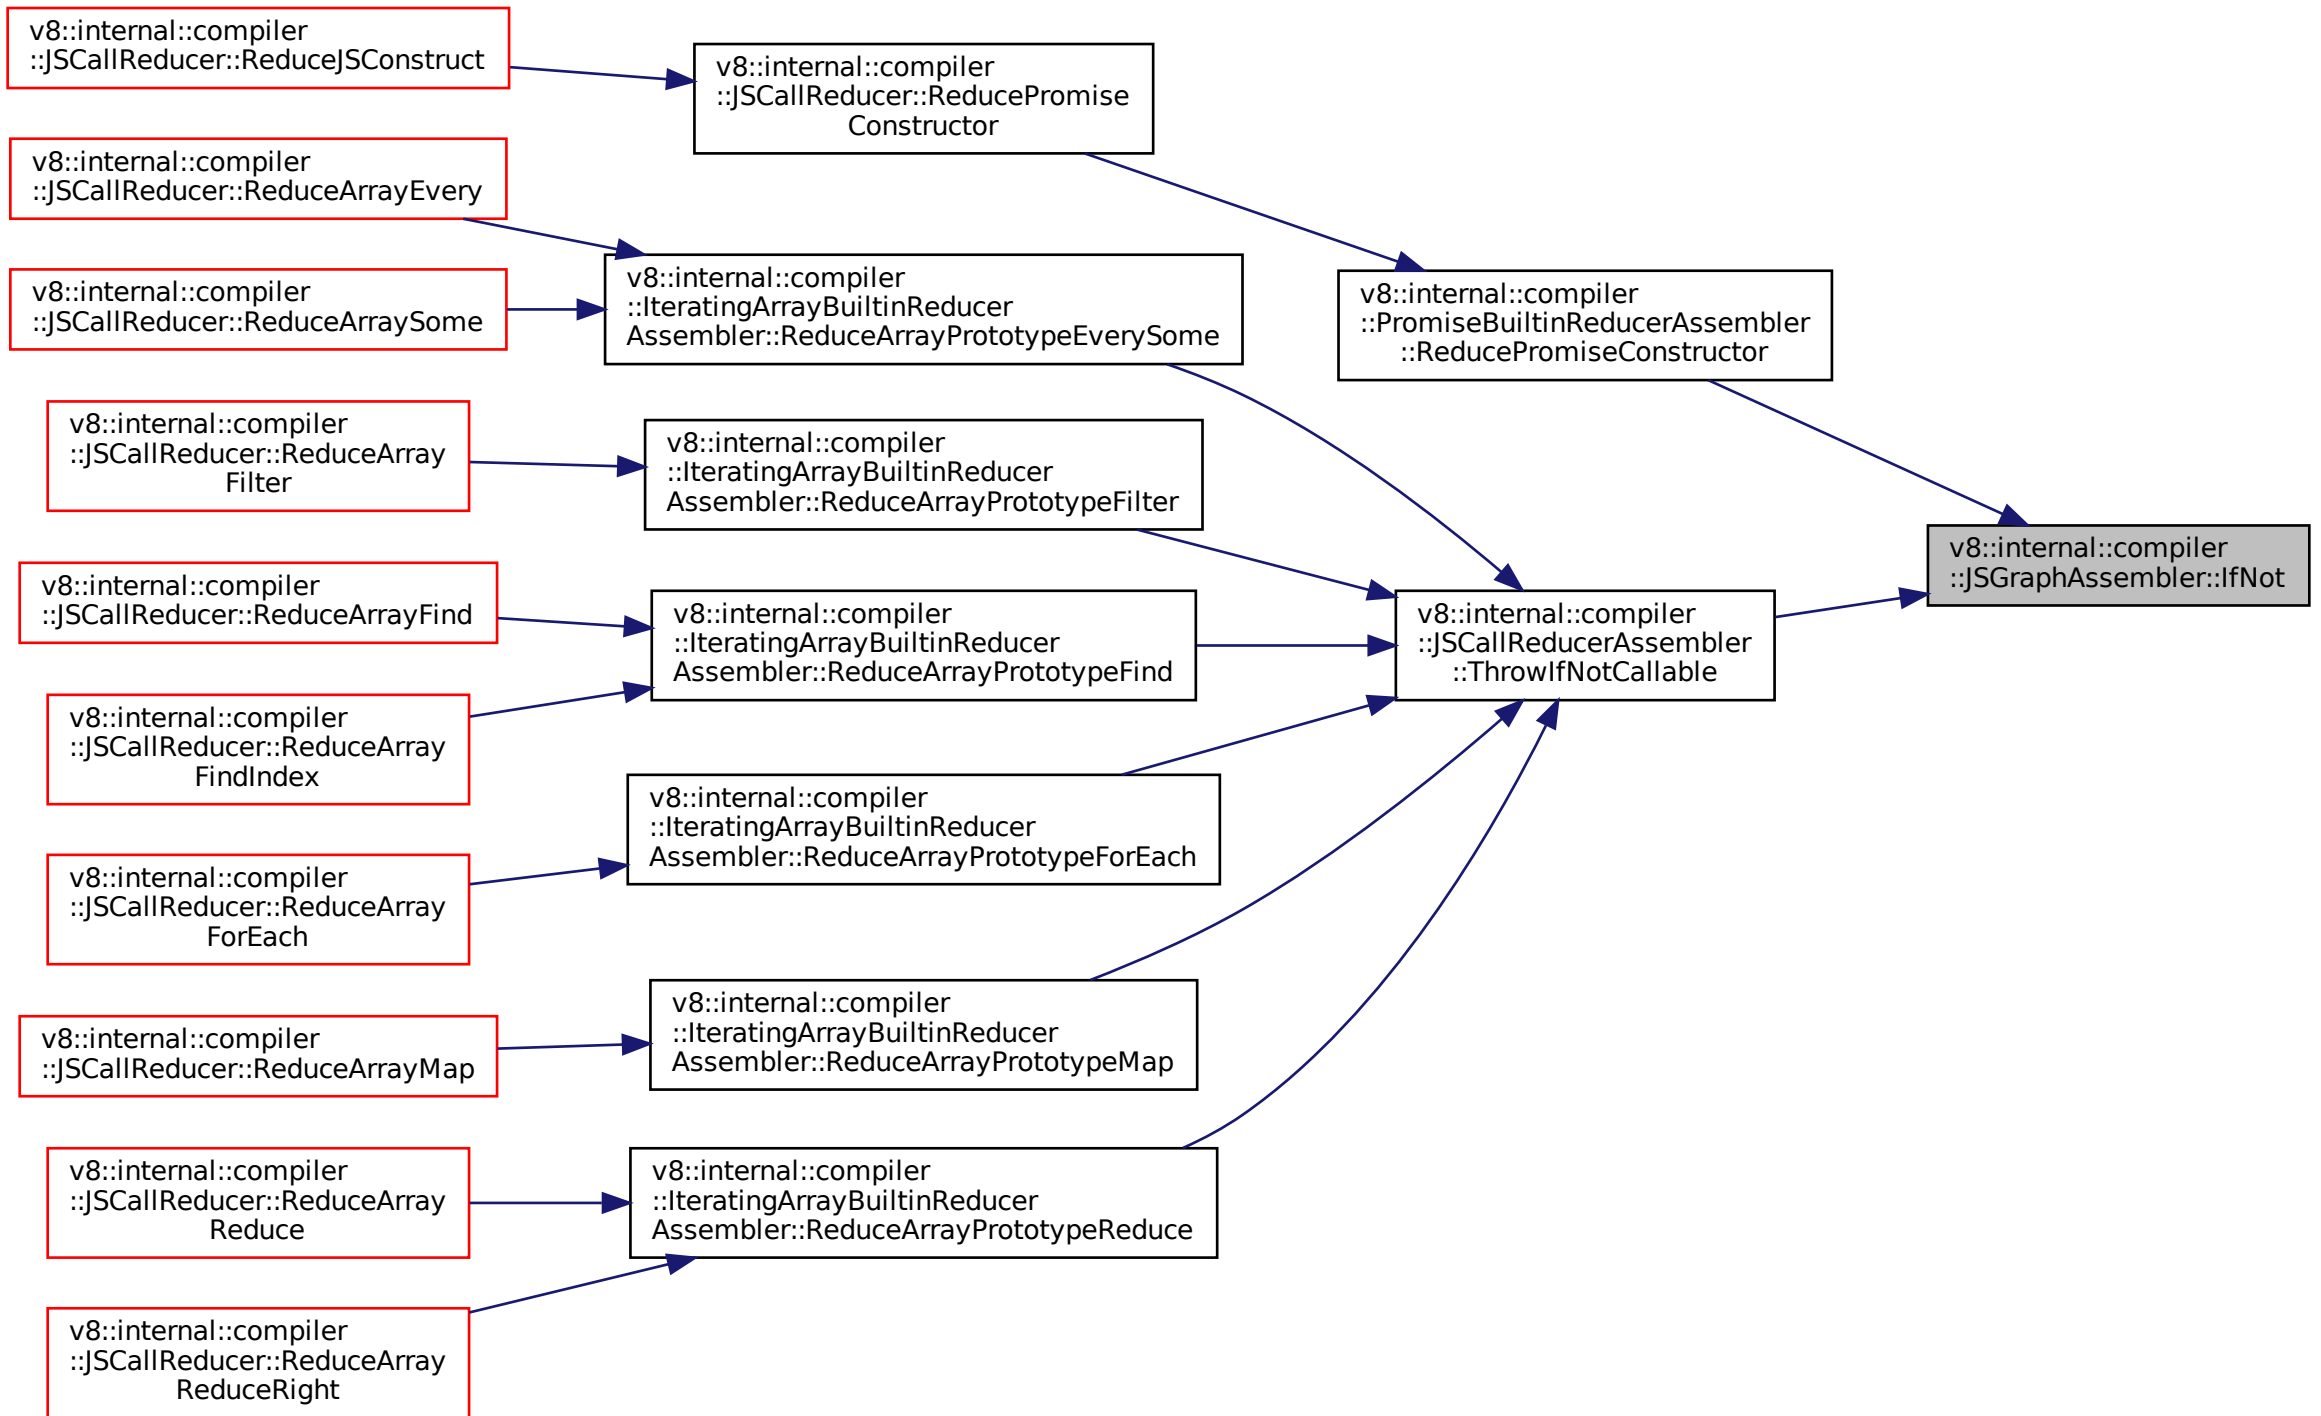 v8::internal::compiler
::JSCallReducer::ReduceJSConstruct
v8::internal::compiler
::JSCallReducer::ReduceArrayEvery
v8::internal::compiler
::JSCallReducer::ReduceArraySome
v8::internal::compiler
::JSCallReducer::ReduceArray
Filter
v8::internal::compiler
::JSCallReducer::ReduceArrayFind
v8::internal::compiler
::JSCallReducer::ReduceArray
FindIndex
v8::internal::compiler
::JSCallReducer::ReduceArray
ForEach
v8::internal::compiler
::JSCallReducer::ReduceArrayMap
v8::internal::compiler
::JSCallReducer::ReduceArray
Reduce
v8::internal::compiler
::JSCallReducer::ReduceArray
ReduceRight
v8::internal::compiler
::JSCallReducer::ReducePromise
Constructor
v8::internal::compiler
::IteratingArrayBuiltinReducer
Assembler::ReduceArrayPrototypeEverySome
v8::internal::compiler
::IteratingArrayBuiltinReducer
Assembler::ReduceArrayPrototypeFilter
v8::internal::compiler
::IteratingArrayBuiltinReducer
Assembler::ReduceArrayPrototypeFind
v8::internal::compiler
::IteratingArrayBuiltinReducer
Assembler::ReduceArrayPrototypeForEach
v8::internal::compiler
::IteratingArrayBuiltinReducer
Assembler::ReduceArrayPrototypeMap
v8::internal::compiler
::IteratingArrayBuiltinReducer
Assembler::ReduceArrayPrototypeReduce
v8::internal::compiler
::PromiseBuiltinReducerAssembler
::ReducePromiseConstructor
v8::internal::compiler
::JSCallReducerAssembler
::ThrowIfNotCallable
v8::internal::compiler
::JSGraphAssembler::IfNot